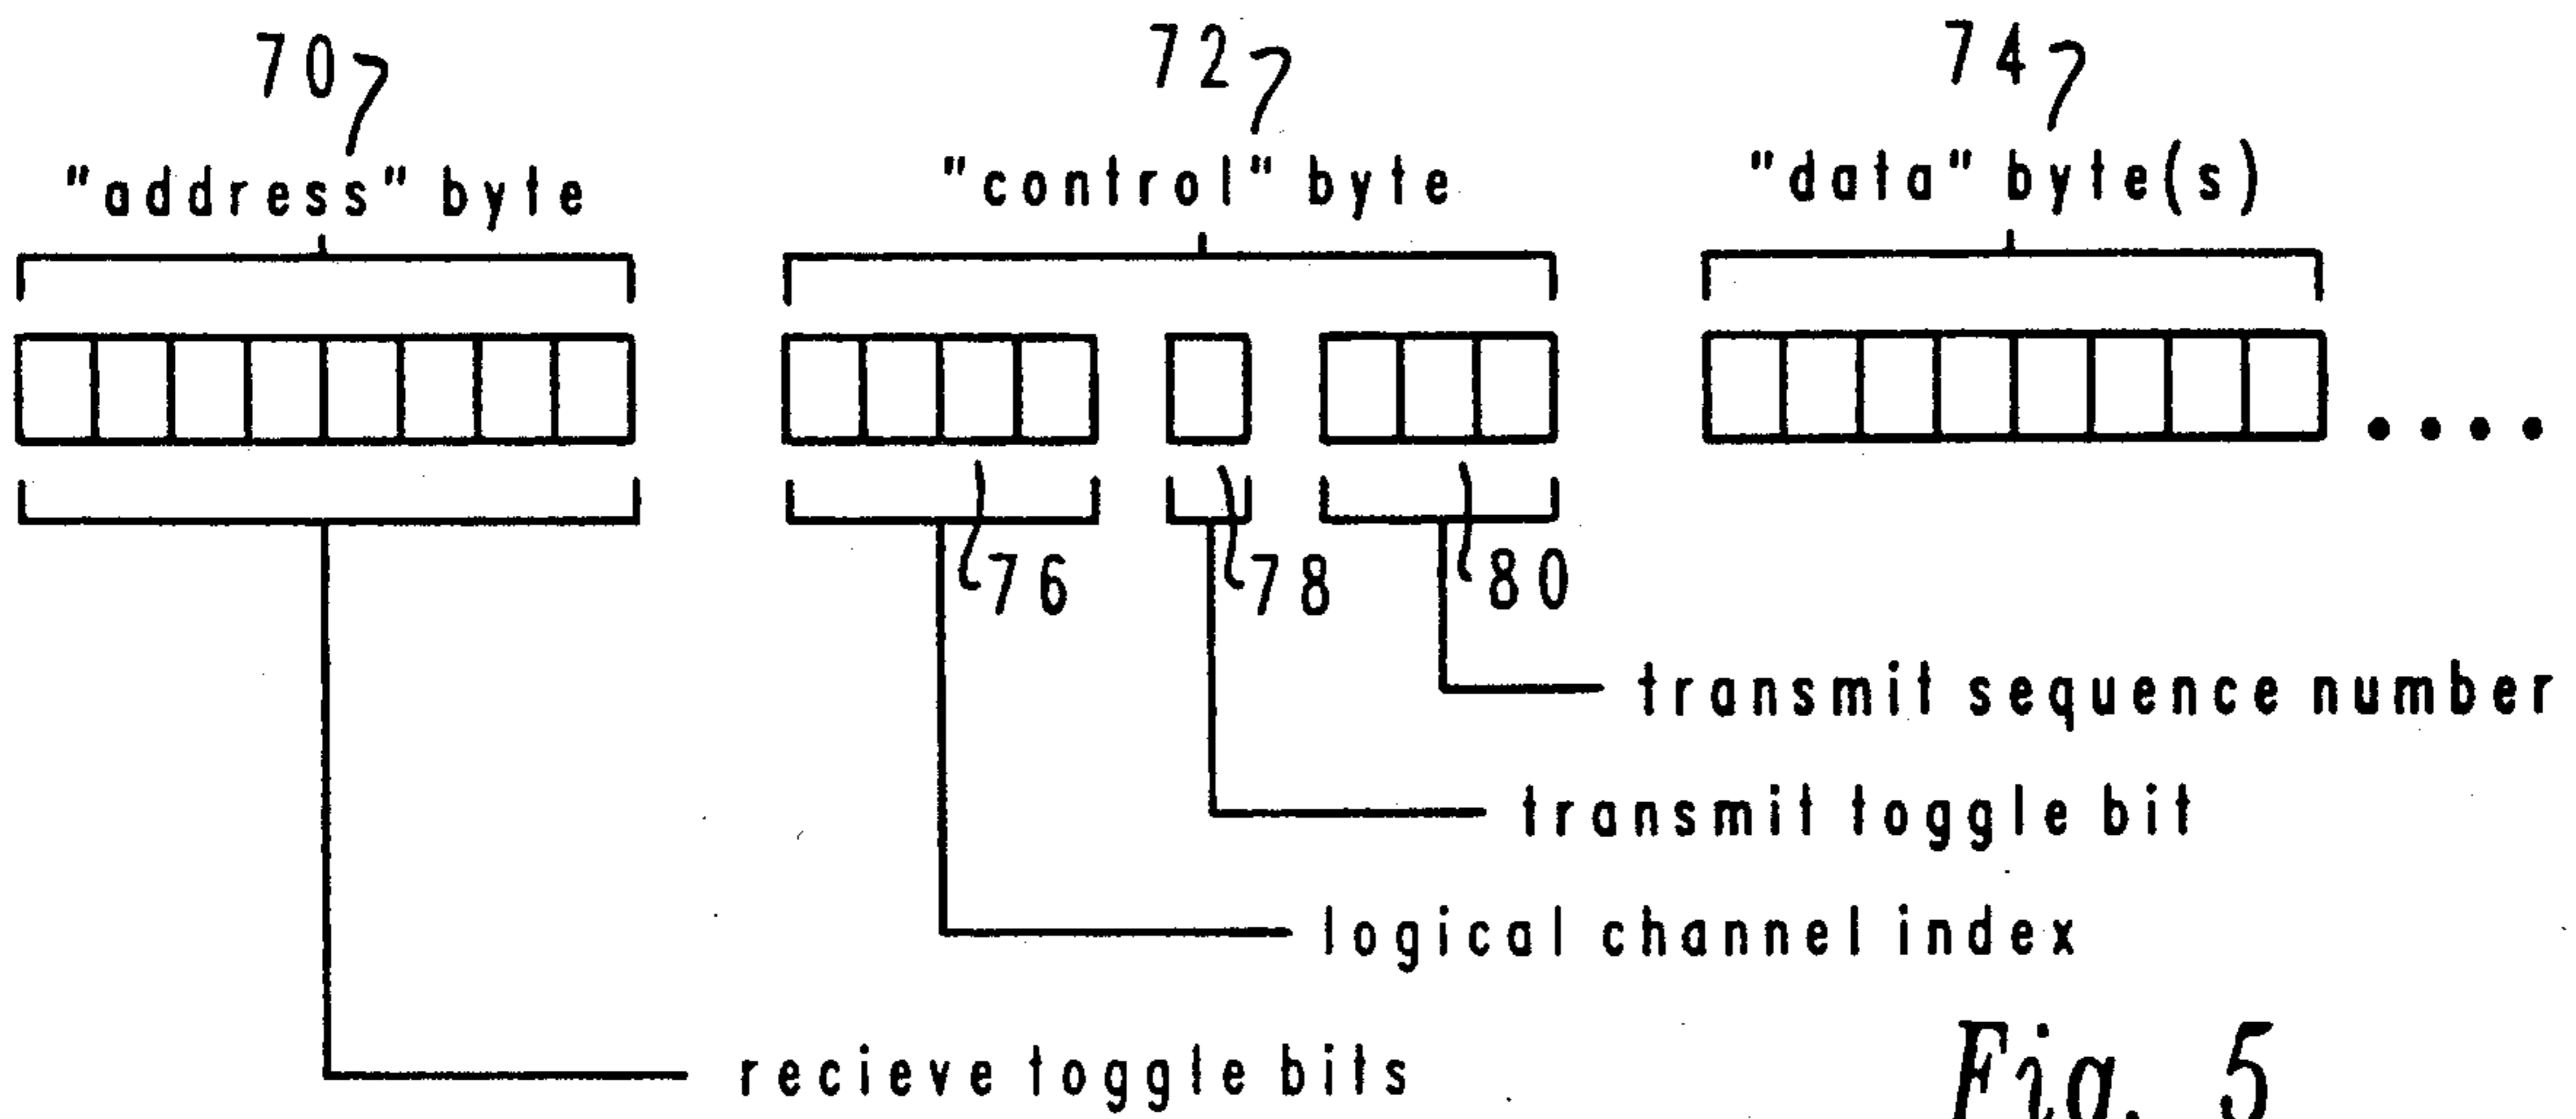 70 72 74
"address" byte "control" byte "data" byte(s)
76 78 80
transmit sequence number
transmit toggle bit
logical channel index
recieve toggle bits
Fig. 5